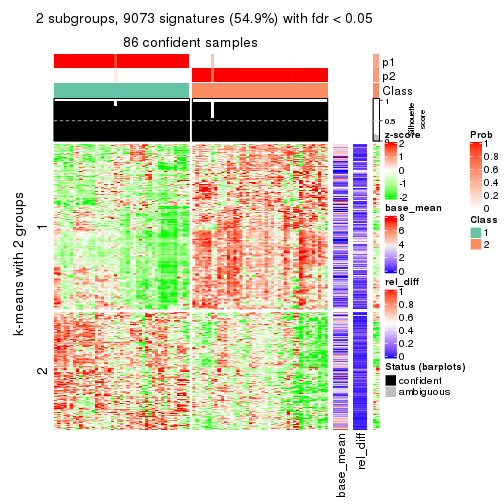 2 subgroups, 9073 signatures (54.9%) with fdr < 0.05
86 confident samples
p1
p2
Class
1
0.5
0
Silhouette
score
k-means with 2 groups
1
2
base_mean
rel_diff
z-score
2
1
0
-1
-2
base_mean
8
6
4
2
0
rel_diff
1
0.8
0.6
0.4
0.2
0
Status (barplots)
confident
ambiguous
Prob
1
0.8
0.6
0.4
0.2
0
Class
1
2